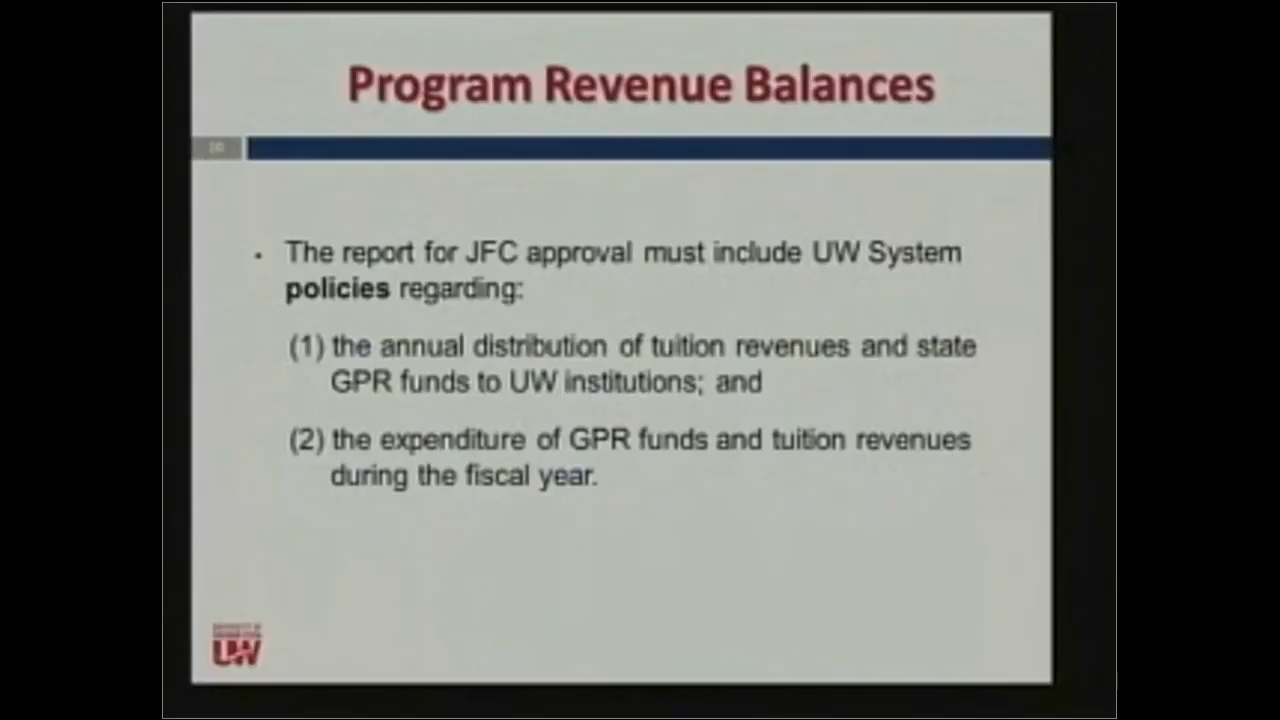 Program Revenue Balances
. The report for JFC approval must include UW System
policies regarding:
(1) the annual distribution of tuition revenues and state
GPR funds to UW institutions; and
(2) the expenditure of GPR funds and tuition revenues
during the fiscal year.
UW